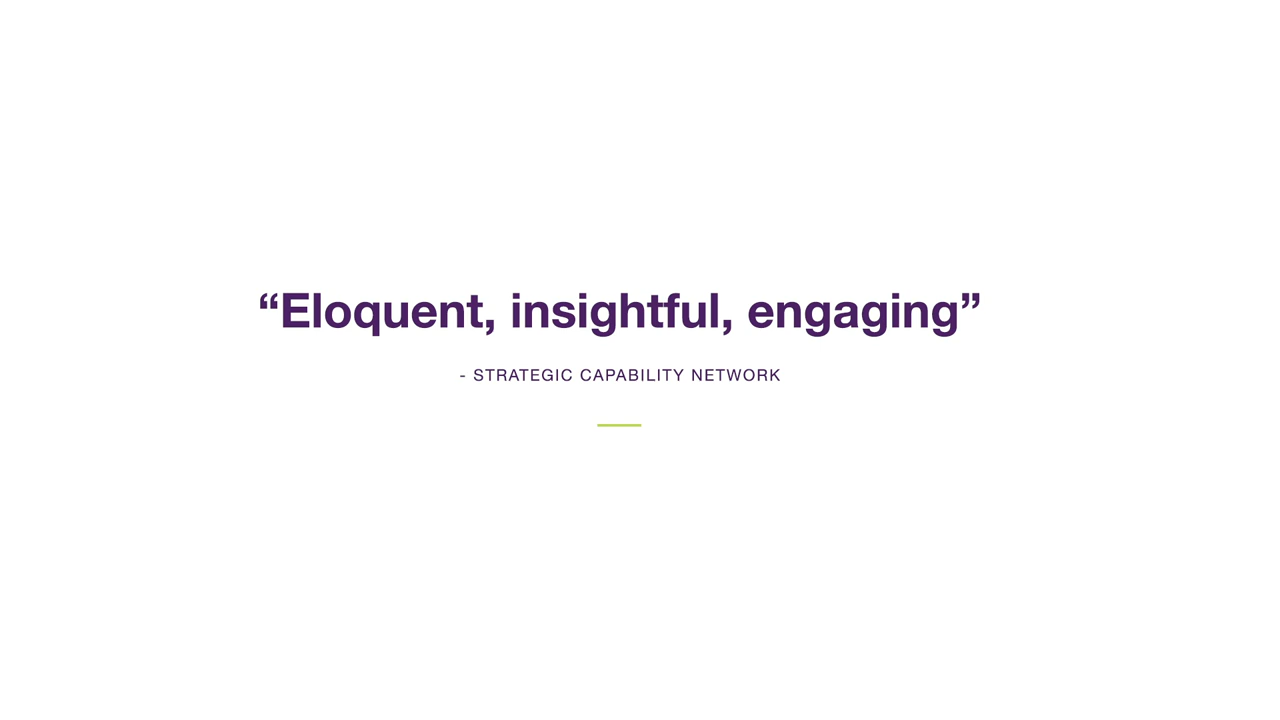 “Eloquent, insightful, engaging”
- STRATEGIC CAPABILITY NETWORK